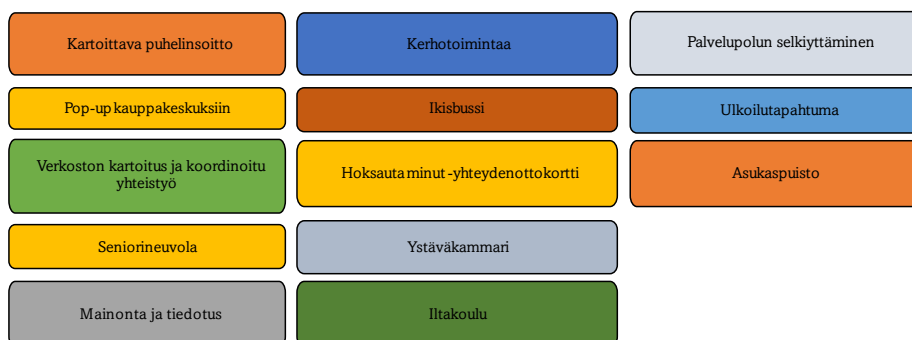 Kartoittava puhelinsoitto
Kerhotoimintaa
Palvelupolun selkiyttäminen
Pop-up kauppakeskuksiin
Ikisbussi
Ulkoilutapahtuma
Verkoston kartoitus ja koordinoitu
yhteistyö
Hoksauta minut -yhteydenottokortti
Asukaspuisto
Seniorineuvola
Ystäväkammari
Mainonta ja tiedotus
Iltakoulu